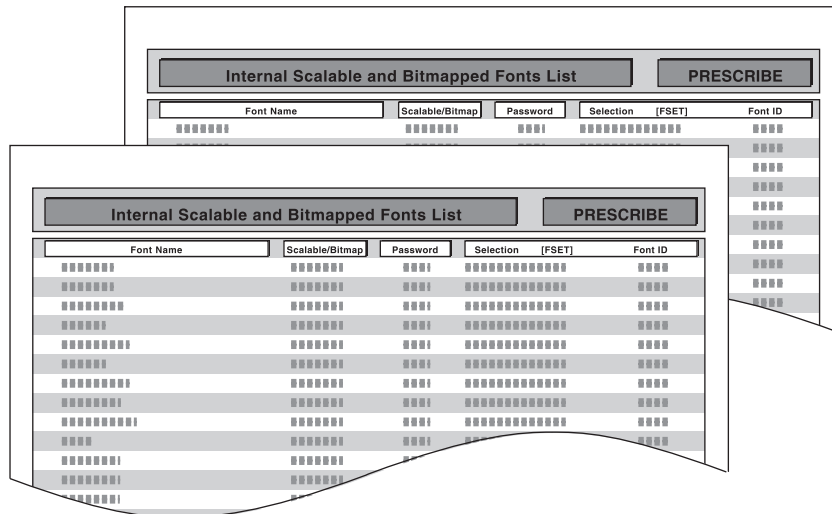 Internal Scalable and Bitmapped Fonts List PRESCRIBE
Font Name Scalable/Bitmap Password Selection [FSET] Font ID
Internal Scalable and Bitmapped Fonts List PRESCRIBE
Font Name Scalable/Bitmap Password Selection [FSET] Font ID